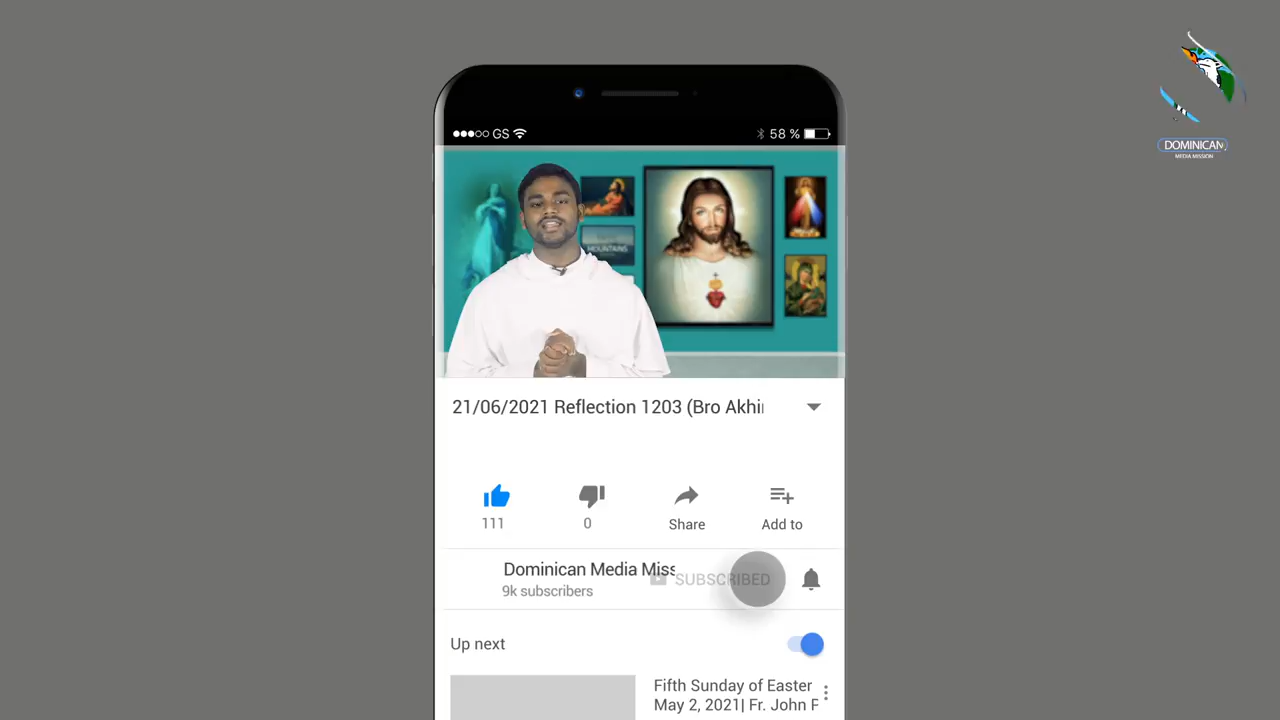 DOMINICAN
MEDIA MISSION
GS
58 %
MOUNTAINS
21/06/2021 Reflection 1203 (Bro Akhi
111
0
Share
Add to
Dominican Media Miss
SUBSCRIBED
9k subscribers
Up next
Fifth Sunday of Easter
May 2, 2021| Fr. John F